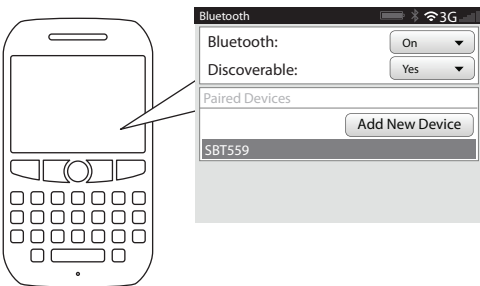 Bluetooth 3G
Bluetooth: On
Discoverable: Yes
Paired Devices
Add New Device
SBT559